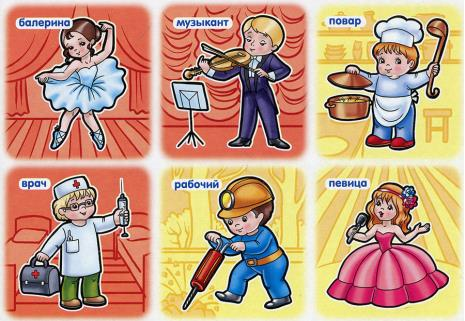 балерина
музыкант
повар
врач
рабочий
певица